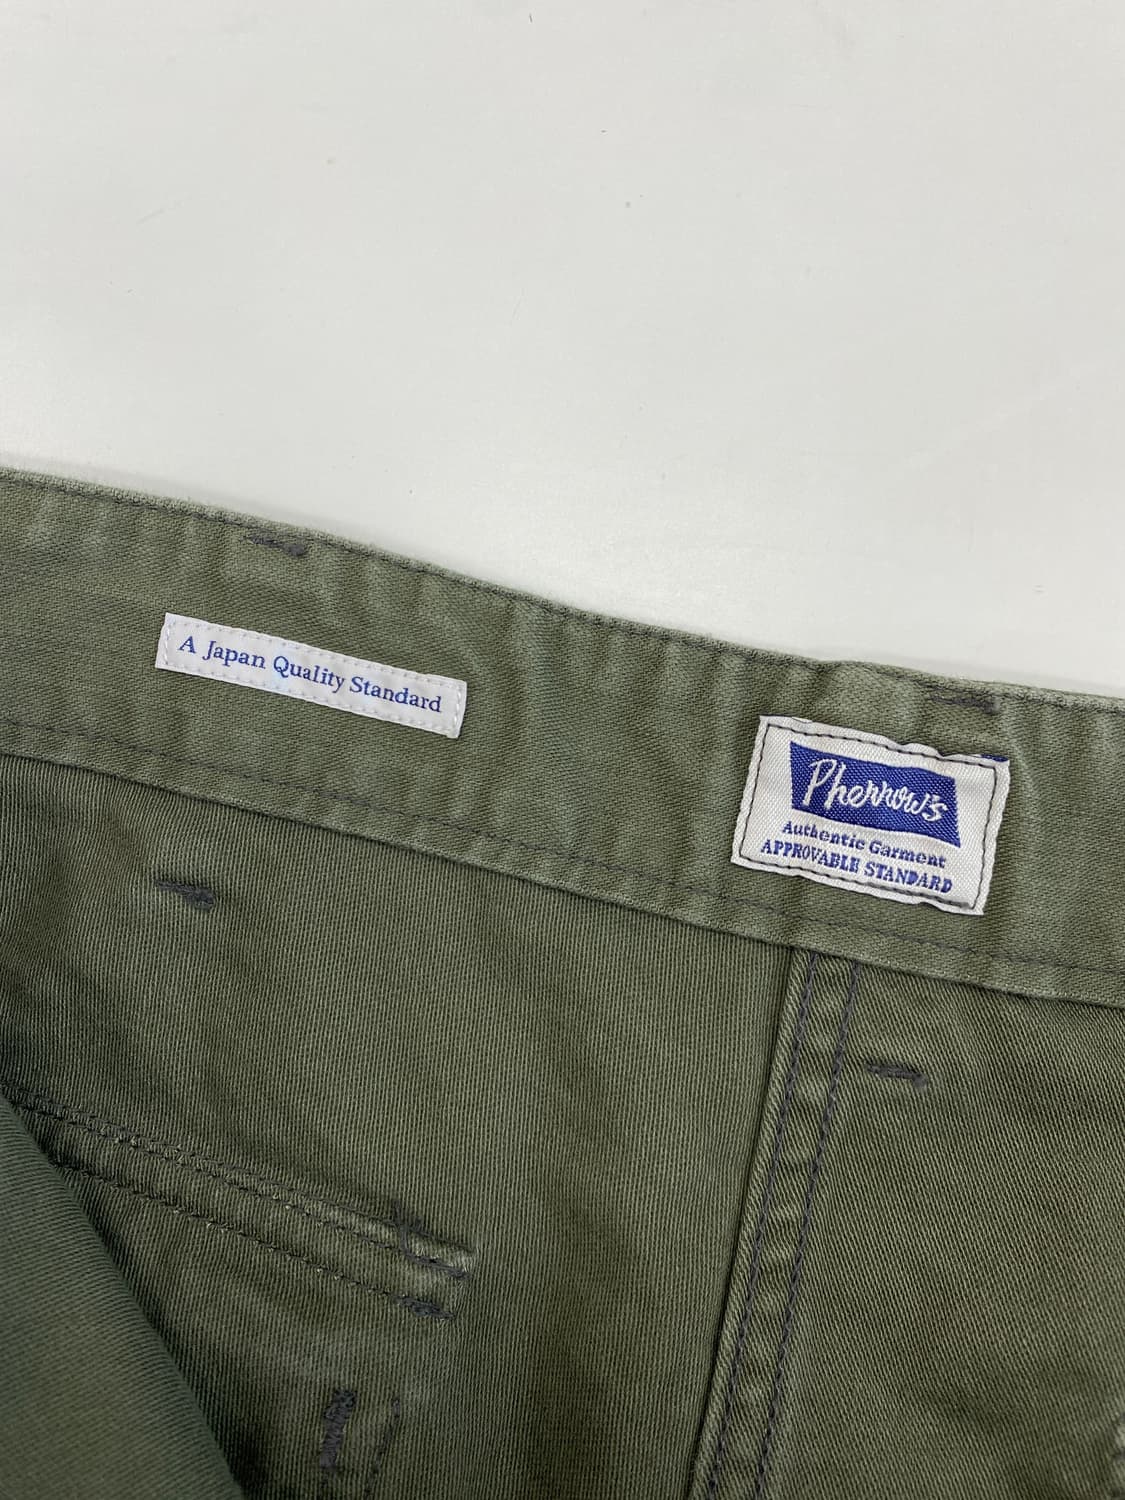 A Japan Quality Standard
Pherrow's
Authentic Garment
APPROVABLE STANDARD